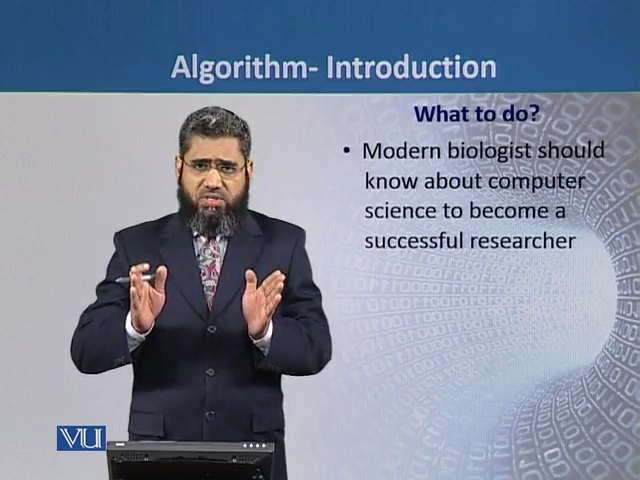 Algorithm- Introduction
What to do?
• Modern biologist should
know about computer
science to become a
successful researcher
VU